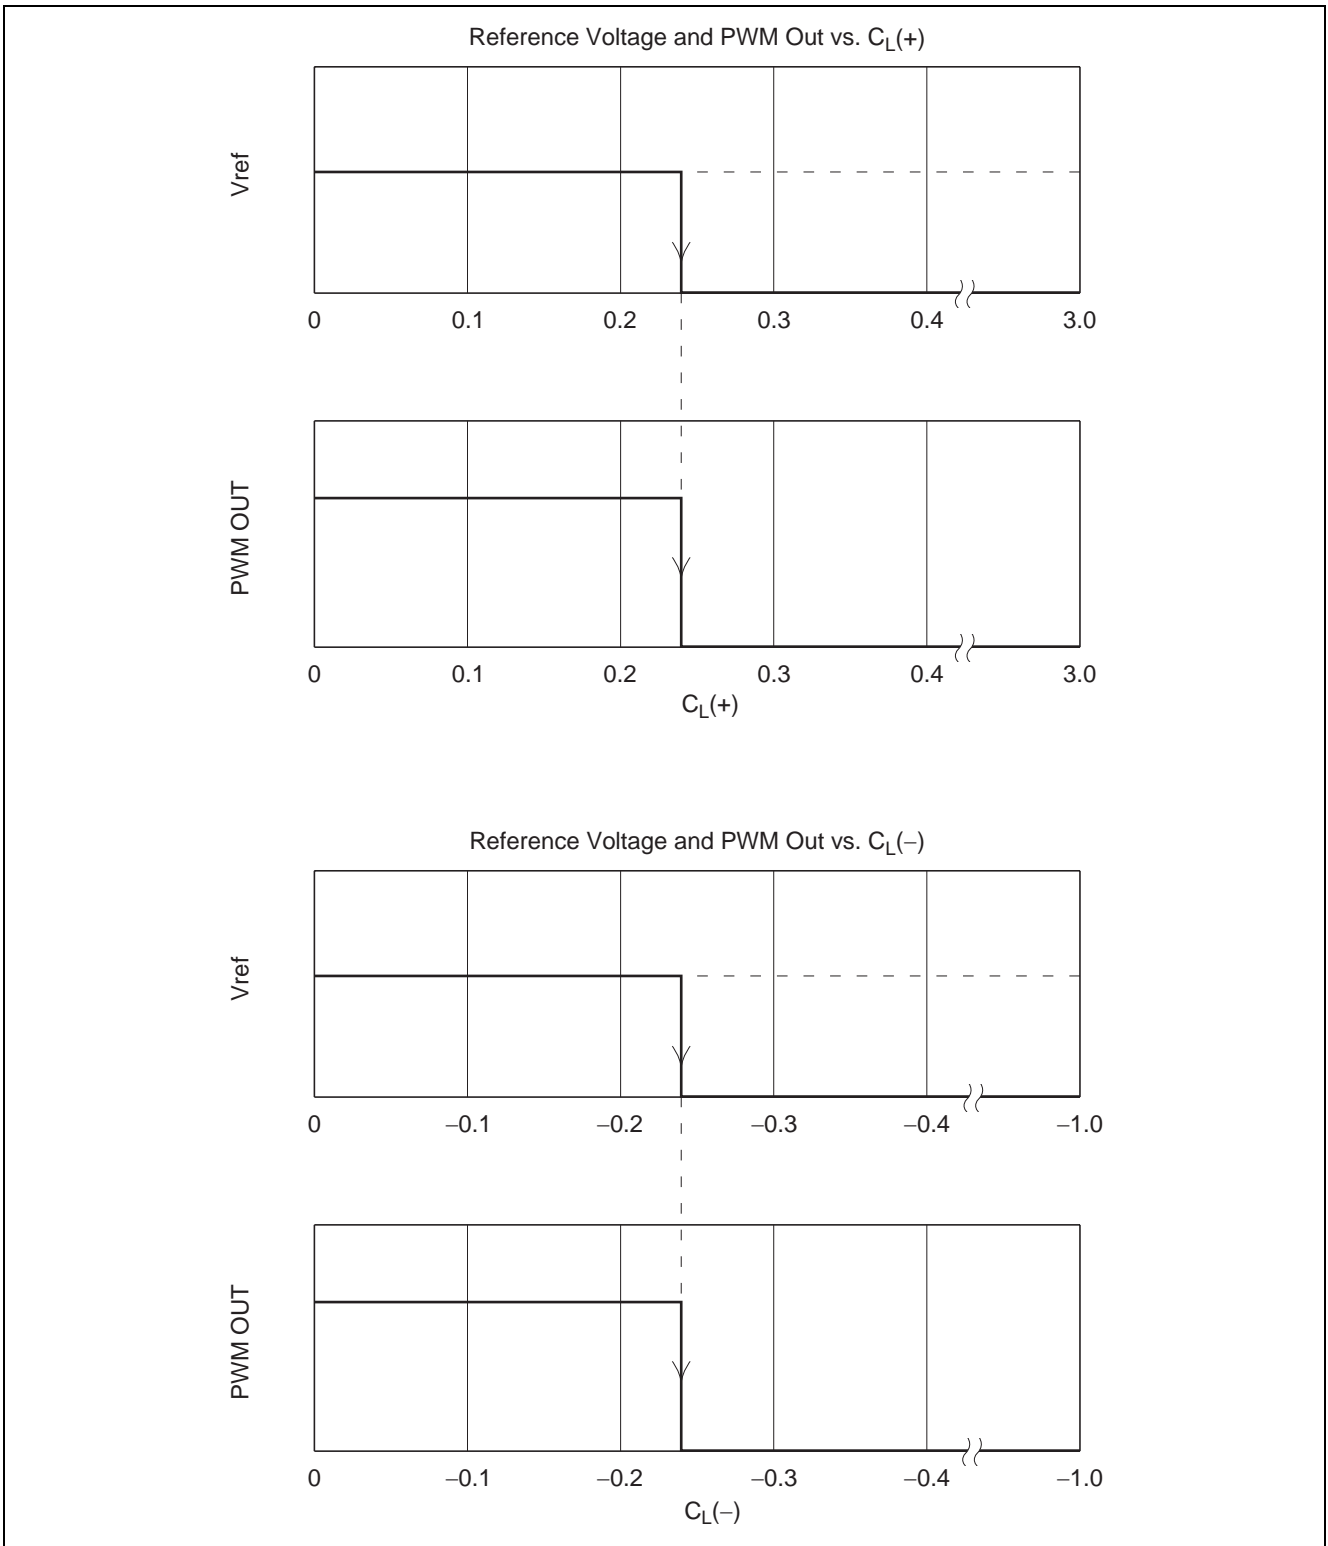 Reference Voltage and PWM Out vs. CL(+)
Vref
0 0.1 0.2 0.3 0.4 3.0
PWM OUT
0 0.1 0.2 0.3 0.4 3.0
CL(+)
Reference Voltage and PWM Out vs. CL(−)
Vref
0 −0.1 −0.2 −0.3 −0.4 −1.0
PWM OUT
0 −0.1 −0.2 −0.3 −0.4 −1.0
CL(−)